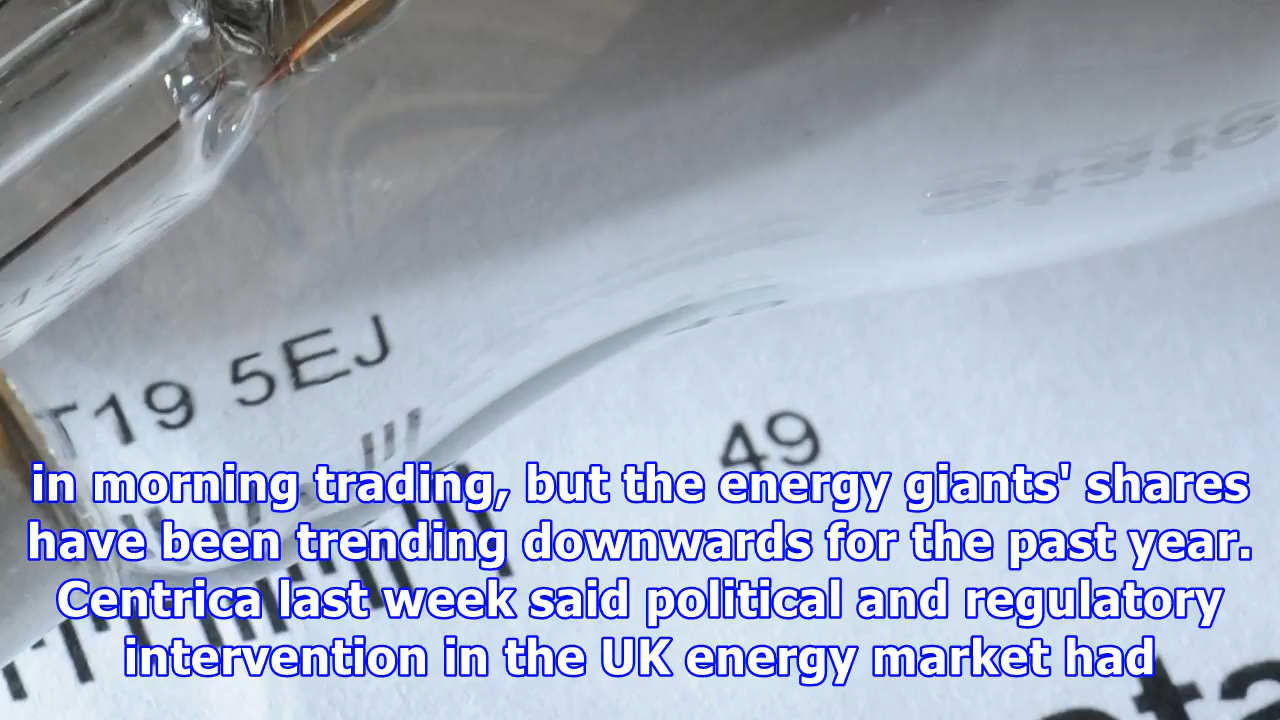 T19 5EJ
49
in morning trading, but the energy giants' shares
have been trending downwards for the past year.
Centrica last week said political and regulatory
intervention in the UK energy market had